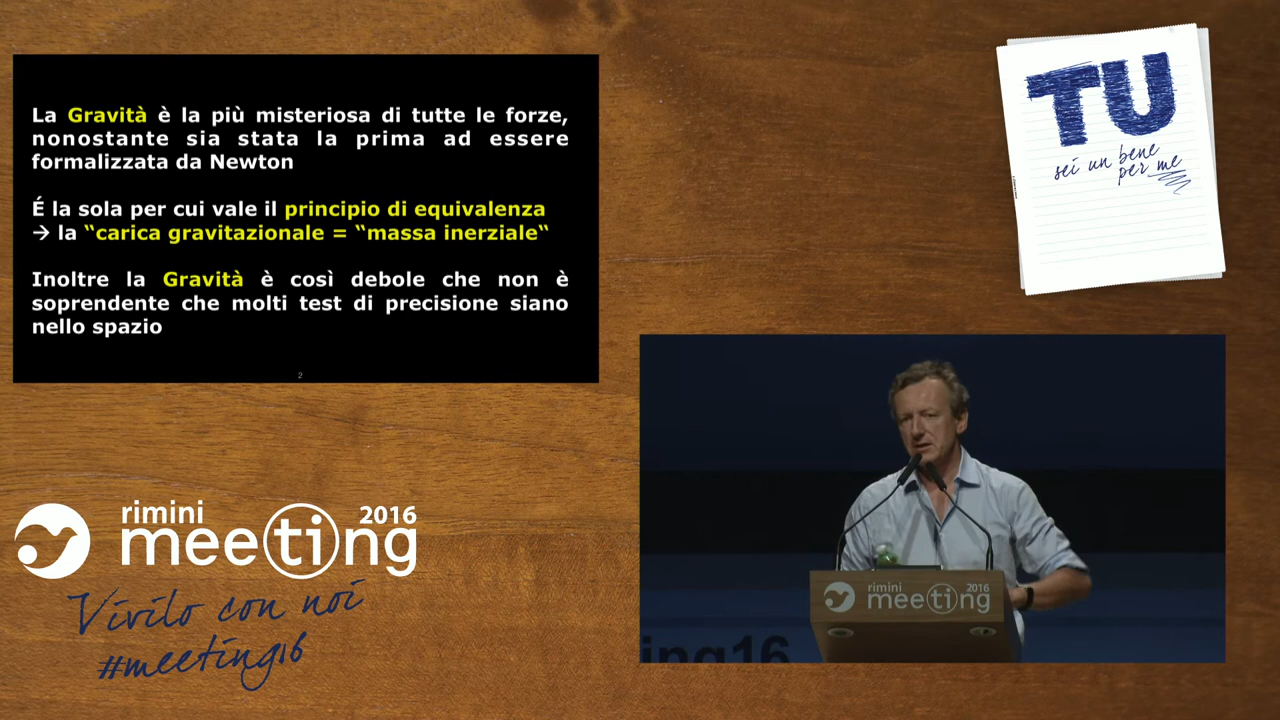 La Gravità è la più misteriosa di tutte le forze,
nonostante sia stata la prima ad essere
formalizzata da Newton
É la sola per cui vale il principio di equivalenza
→ la “carica gravitazionale = “massa inerziale“
Inoltre la Gravità è così debole che non è
soprendente che molti test di precisione siano
nello spazio
2
TU
sei un bene
per me
rimini
meeting
2016
Vivilo con noi
#meeting16
rimini
meeting
2016
ing16